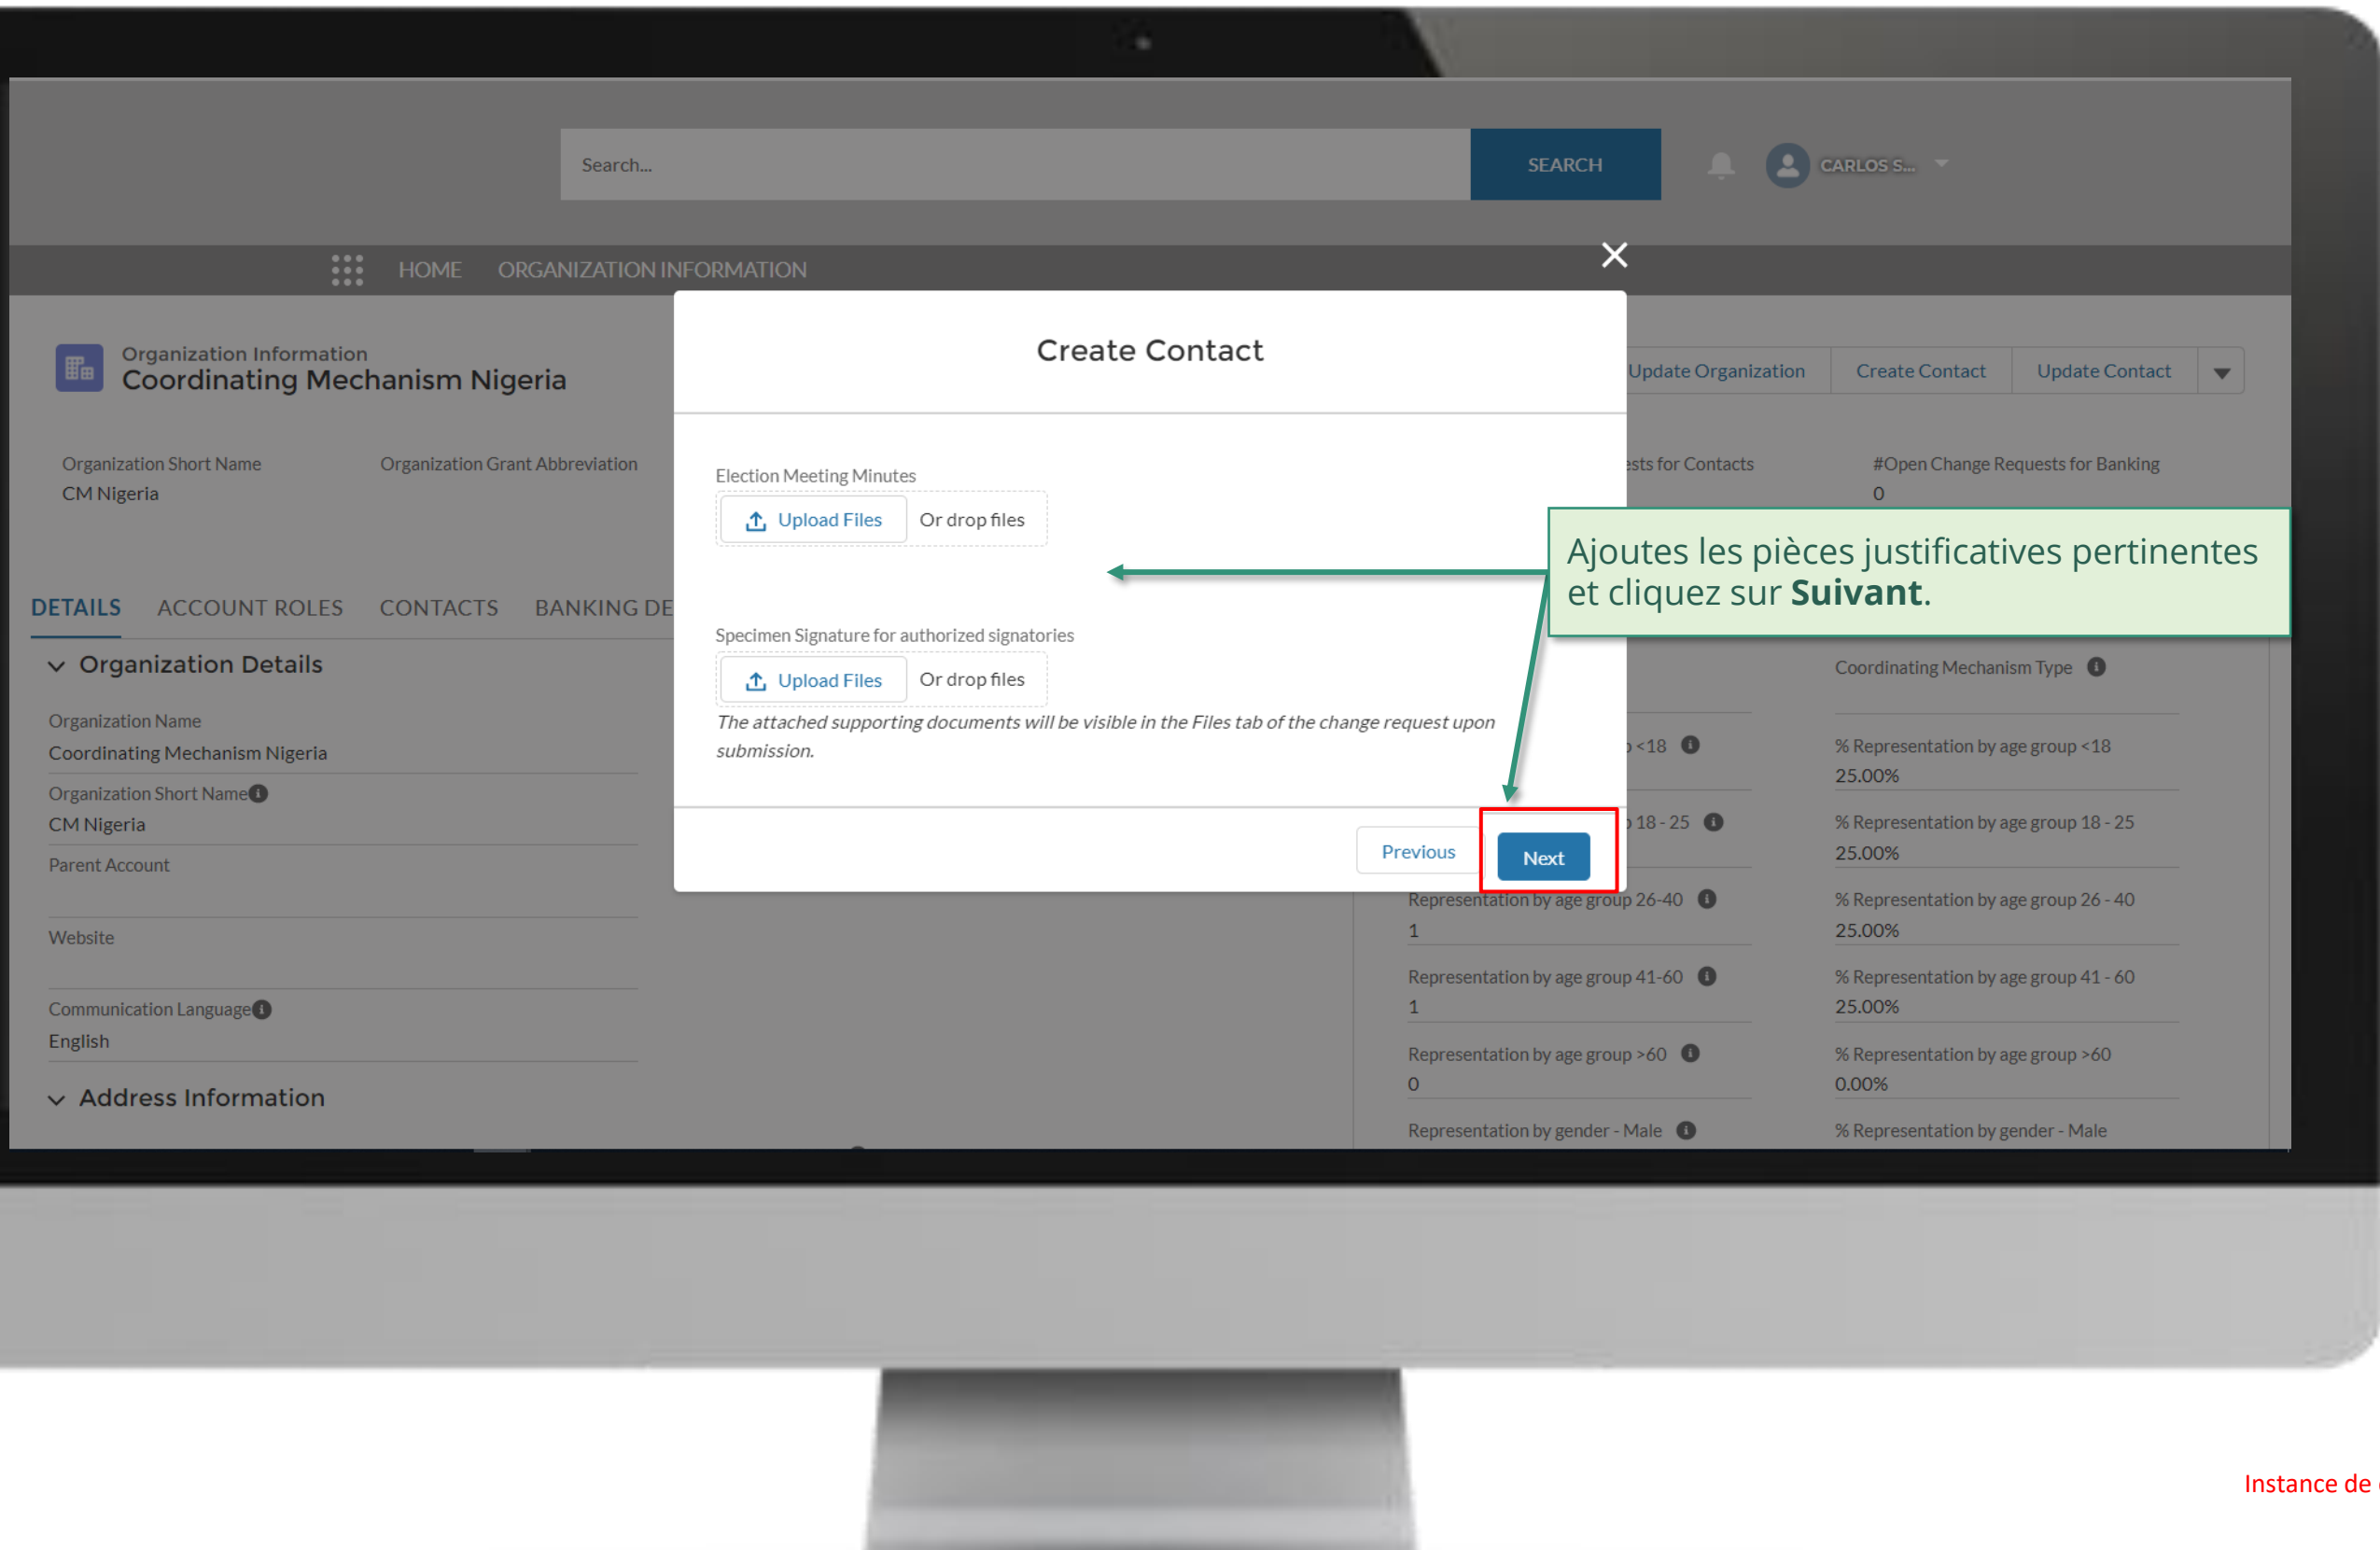 Search...
SEARCH
CARLOS S...
HOME ORGANIZATION INFORMATION
Organization Information
Coordinating Mechanism Nigeria
Update Organization
Create Contact
Update Contact
Organization Short Name
CM Nigeria
Organization Grant Abbreviation
for Contacts
#Open Change Requests for Banking
0
DETAILS ACCOUNT ROLES CONTACTS BANKING
Create Contact
Election Meeting Minutes
Upload Files Or drop files
Specimen Signature for authorized signatories
Upload Files Or drop files
The attached supporting documents will be visible in the Files tab of the change request upon
submission.
Previous
Next
Ajoutes les pièces justificatives pertinentes
et cliquez sur Suivant.
Organization Details
Organization Name
Coordinating Mechanism Nigeria
Organization Short Name
CM Nigeria
Parent Account
Website
Communication Language
English
Address Information
Coordinating Mechanism Type
<18
% Representation by age group <18
25.00%
18 - 25
% Representation by age group 18 - 25
25.00%
Representation by age group 26-40
1
% Representation by age group 26 - 40
25.00%
Representation by age group 41-60
1
% Representation by age group 41 - 60
25.00%
Representation by age group >60
0
% Representation by age group >60
0.00%
Representation by gender - Male
% Representation by gender - Male
Instance de